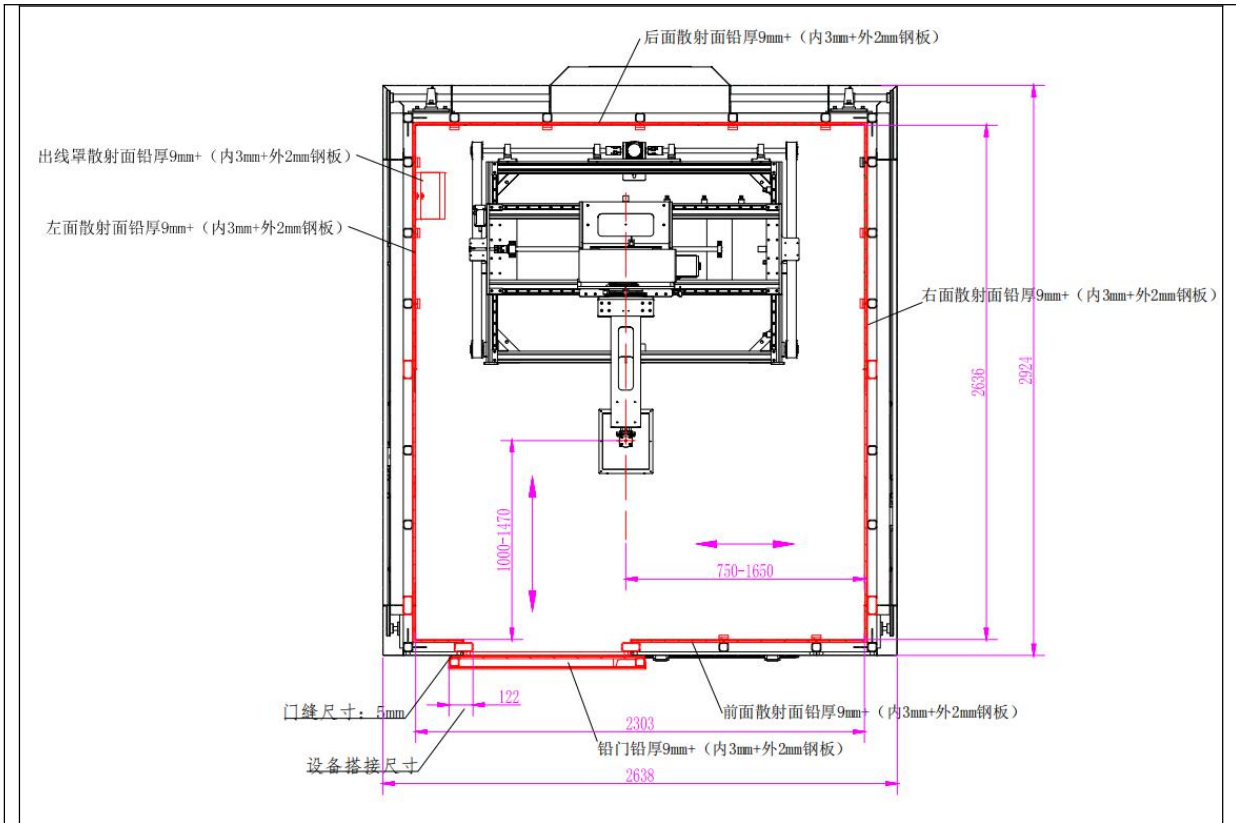 后面散射面铅厚9mm+（内3mm+外2mm钢板）
出线罩散射面铅厚9mm+（内3mm+外2mm钢板）
左面散射面铅厚9mm+（内3mm+外2mm钢板）
右面散射面铅厚9mm+（内3mm+外2mm钢板）
2636
2924
1000-1470
750-1650
门缝尺寸：5mm
122
前面散射面铅厚9mm+（内3mm+外2mm钢板）
2303
铅门铅厚9mm+（内3mm+外2mm钢板）
设备搭接尺寸
2638